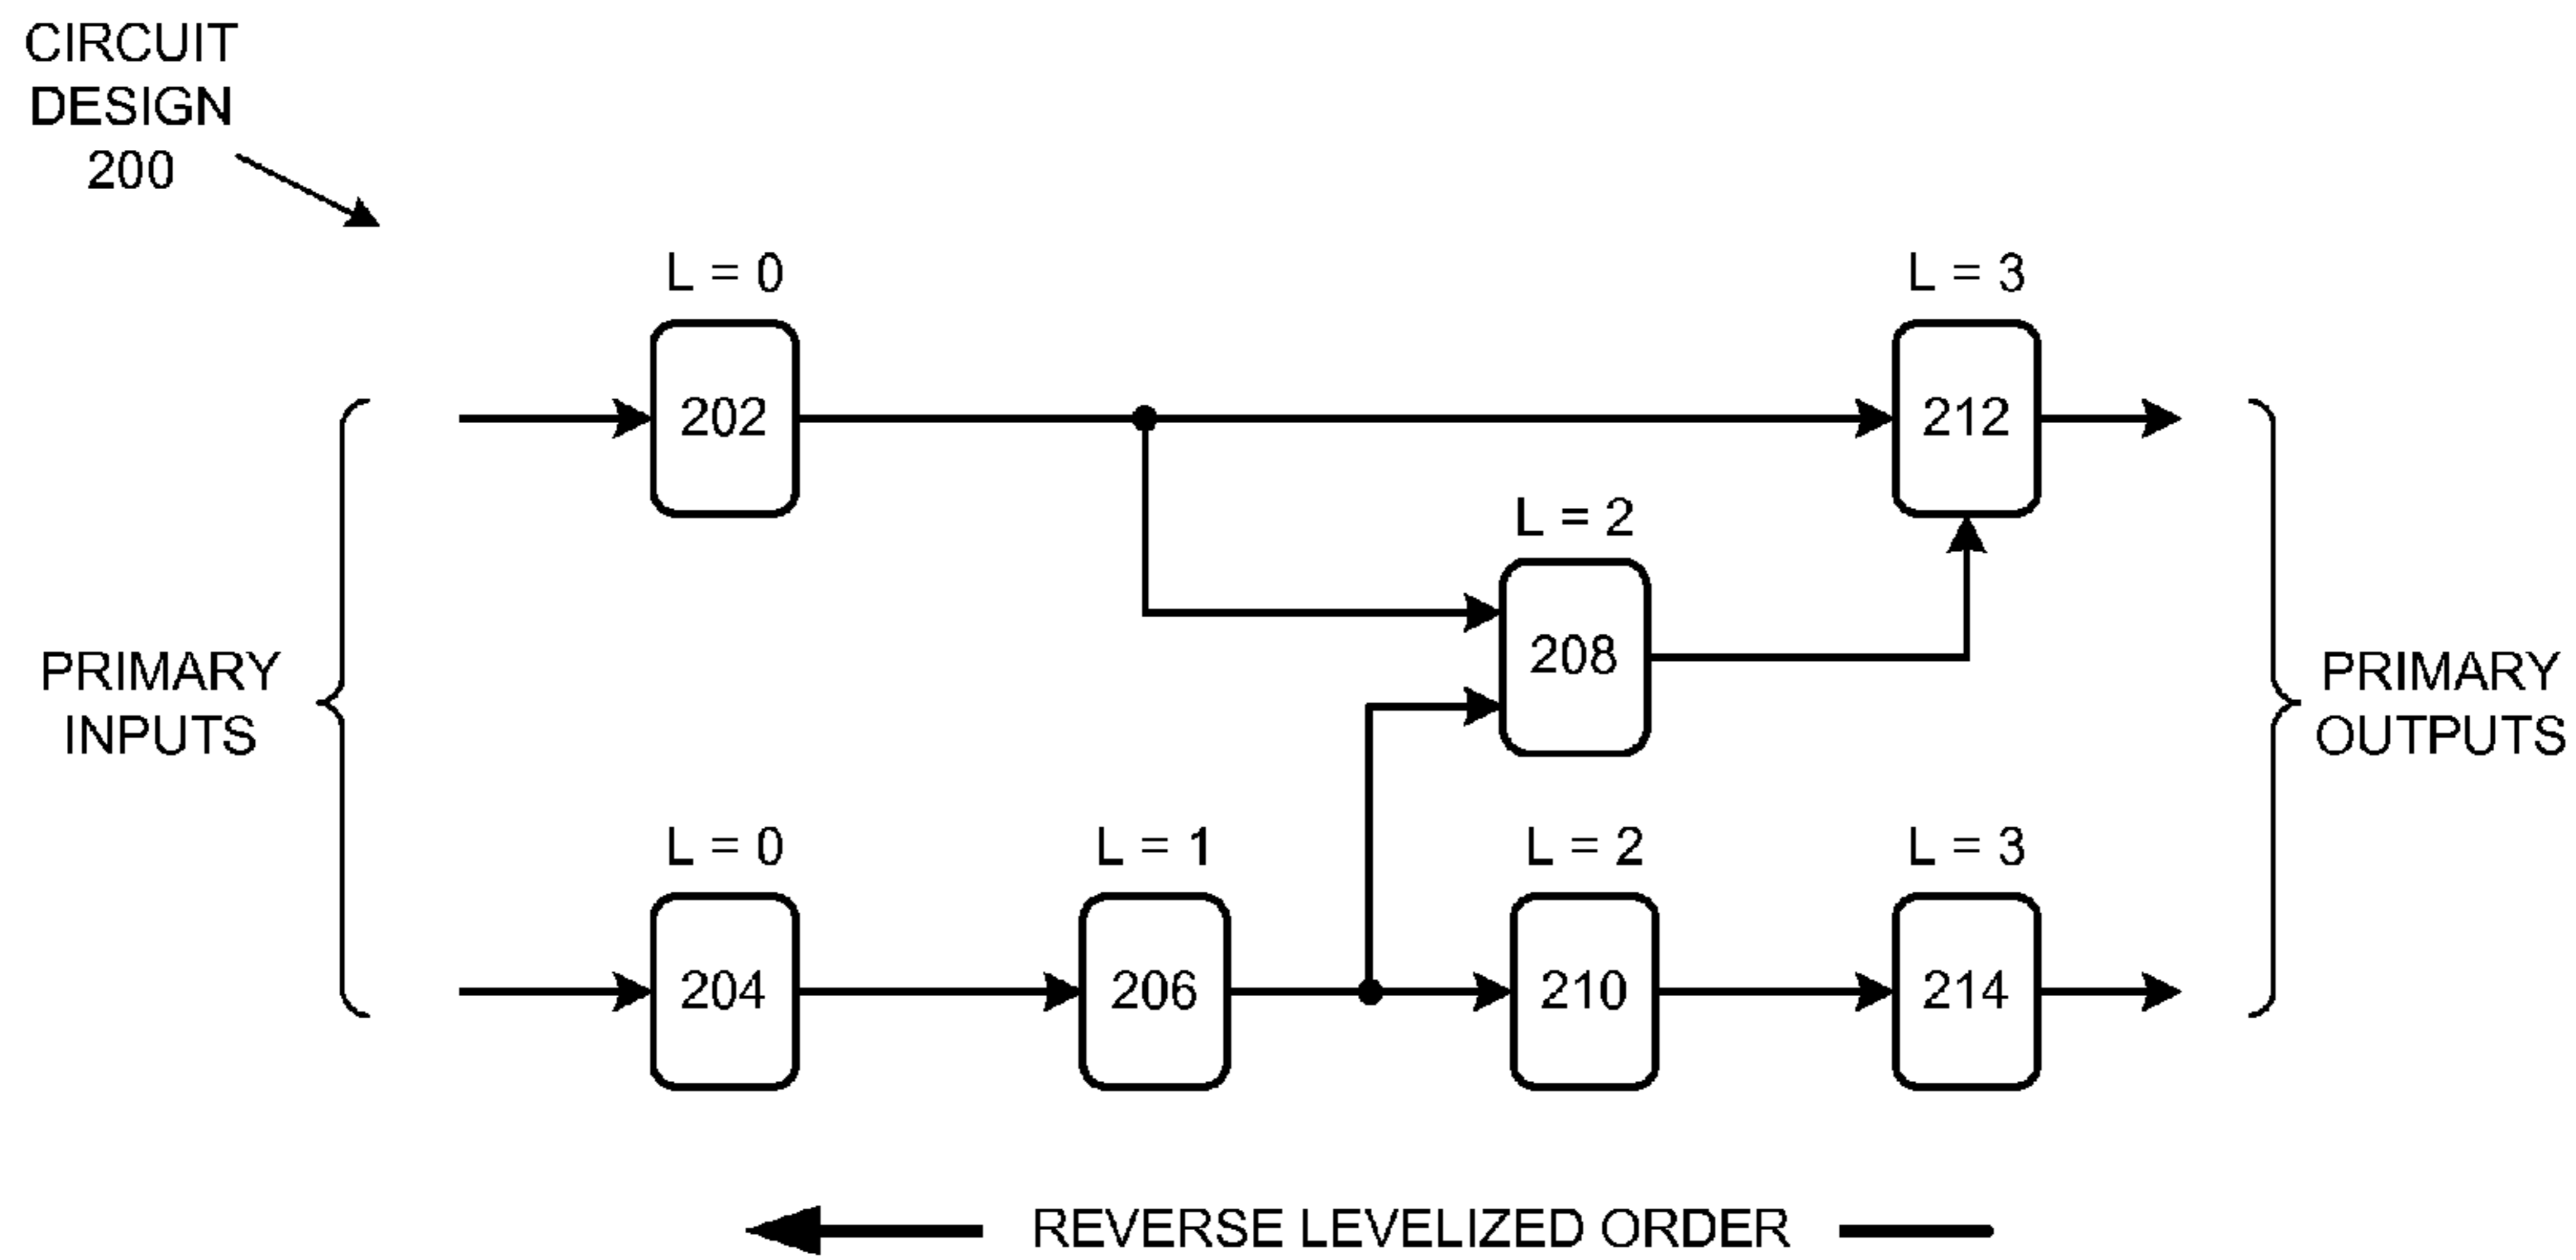 CIRCUIT
DESIGN
200
L = 0
L = 3
202
212
L = 2
208
PRIMARY
INPUTS
PRIMARY
OUTPUTS
L = 0
L = 1
L = 2
L = 3
204
206
210
214
REVERSE LEVELIZED ORDER